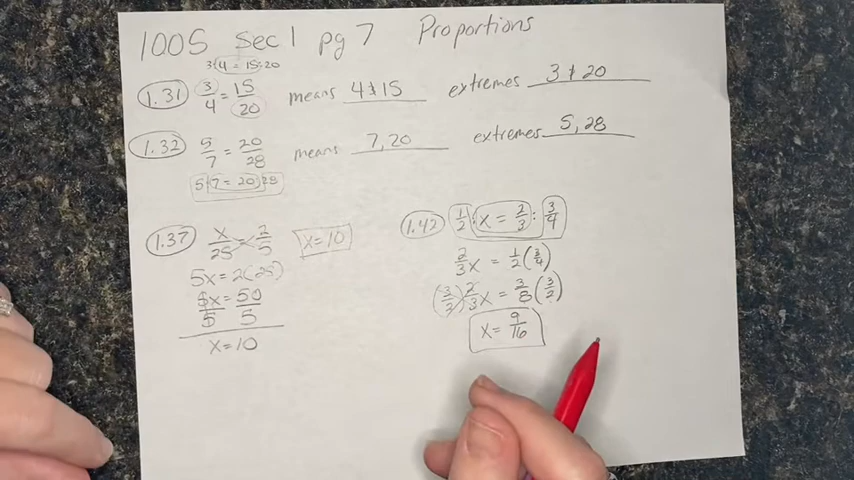 1005 Sec 1 pg 7 Proportions
3:4 = 15:20
1.31 3/4 = 15/20 means 4 & 15 extremes 3 & 20
1.32 5/7 = 20/28 means 7, 20 extremes 5, 28
5:7 = 20:28
1.37 x/25 = 2/5 x=10
5x = 2(25)
5x/5 = 50/5
x=10
1.42 1/2 : x = 2/3 : 3/4
2/3 x = 1/2 (3/4)
(3/2) 2/3 x = 3/8 (3/2)
x = 9/16